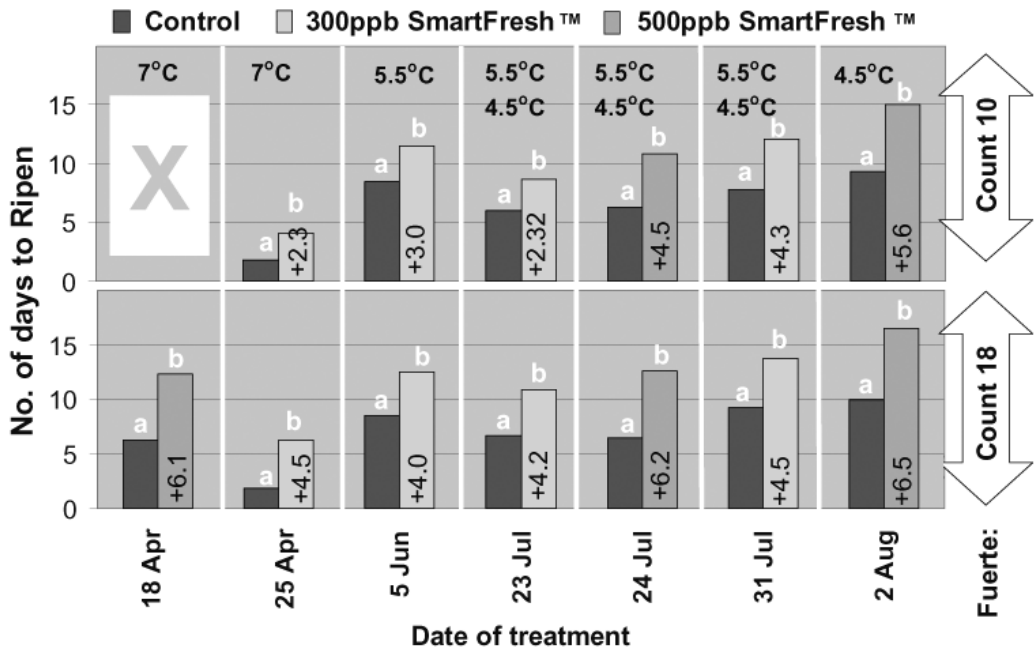 Control 300ppb SmartFresh ™ 500ppb SmartFresh ™
7°C 7°C 5.5°C 5.5°C 5.5°C 5.5°C 4.5°C
4.5°C 4.5°C 4.5°C
No. of days to Ripen
15
10
5
0
X
a b
+2.3
a b
+3.0
a b
+2.32
a b
+4.5
a b
+4.3
a b
+5.6
Count 10
15
10
5
0
a b
+6.1
a b
+4.5
a b
+4.0
a b
+4.2
a b
+6.2
a b
+4.5
a b
+6.5
Count 18
18 Apr
25 Apr
5 Jun
23 Jul
24 Jul
31 Jul
2 Aug
Fuerte:
Date of treatment